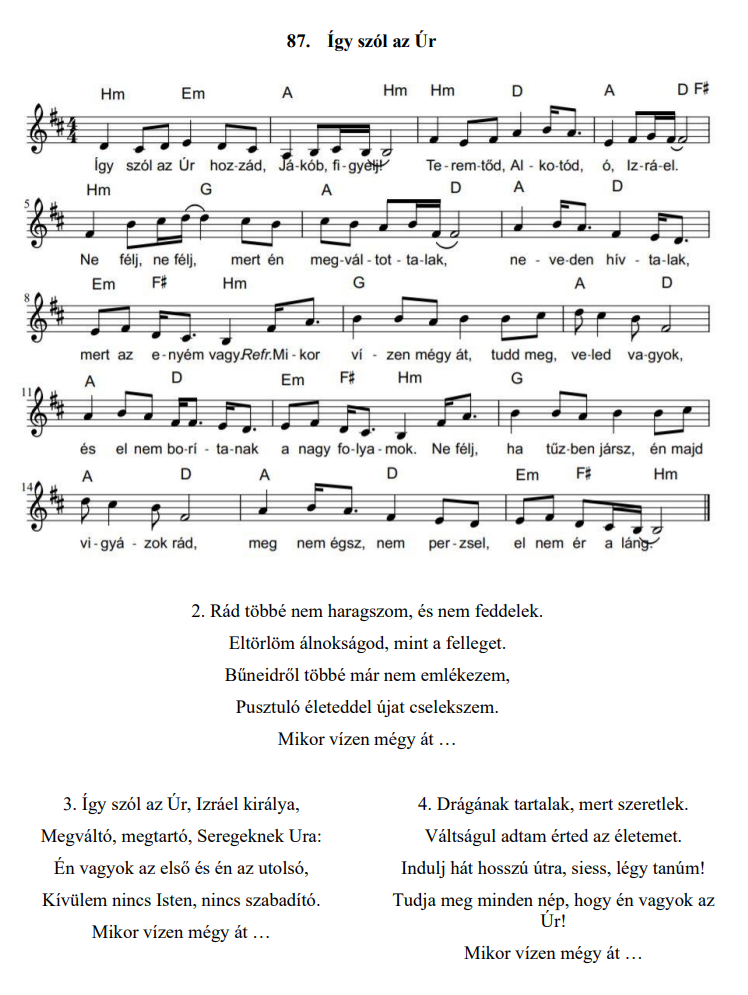 87. Így szól az Úr
Hm Em A Hm Hm D A D F♯
4 4
Így szól az Úr hoz-zád, Já-kób, fi-gyelj! Te-rem-tőd, Al-ko-tód, ó, Iz-rá-el.
5 Hm G A D A D
Ne félj, ne félj, mert én meg-vál-tot-ta-lak, ne-ve-den hív-ta-lak,
8 Em F♯ Hm G A D
mert az e-nyém vagy. Refr. Mi-kor ví-zen mégy át, tudd meg, ve-led va-gyok,
11 A D Em F♯ Hm G
és el nem bo-rí-ta-nak a nagy fo-lya-mok. Ne félj, ha tűz-ben jársz, én majd
14 A D A D Em F♯ Hm
vi-gyá-zok rád, meg nem égsz, nem per-zsel, el nem ér a láng.
2. Rád többé nem haragszom, és nem feddelek.
Eltörlöm álnokságod, mint a felleget.
Bűneidről többé már nem emlékezem,
Pusztuló életeddel újat cselekszem.
Mikor vízen mégy át …
3. Így szól az Úr, Izráel királya,
Megváltó, megtartó, Seregeknek Ura:
Én vagyok az első és én az utolsó,
Kívülem nincs Isten, nincs szabadító.
Mikor vízen mégy át …
4. Drágának tartalak, mert szeretlek.
Váltságul adtam érted az életemet.
Indulj hát hosszú útra, siess, légy tanúm!
Tudja meg minden nép, hogy én vagyok az
Úr!
Mikor vízen mégy át …